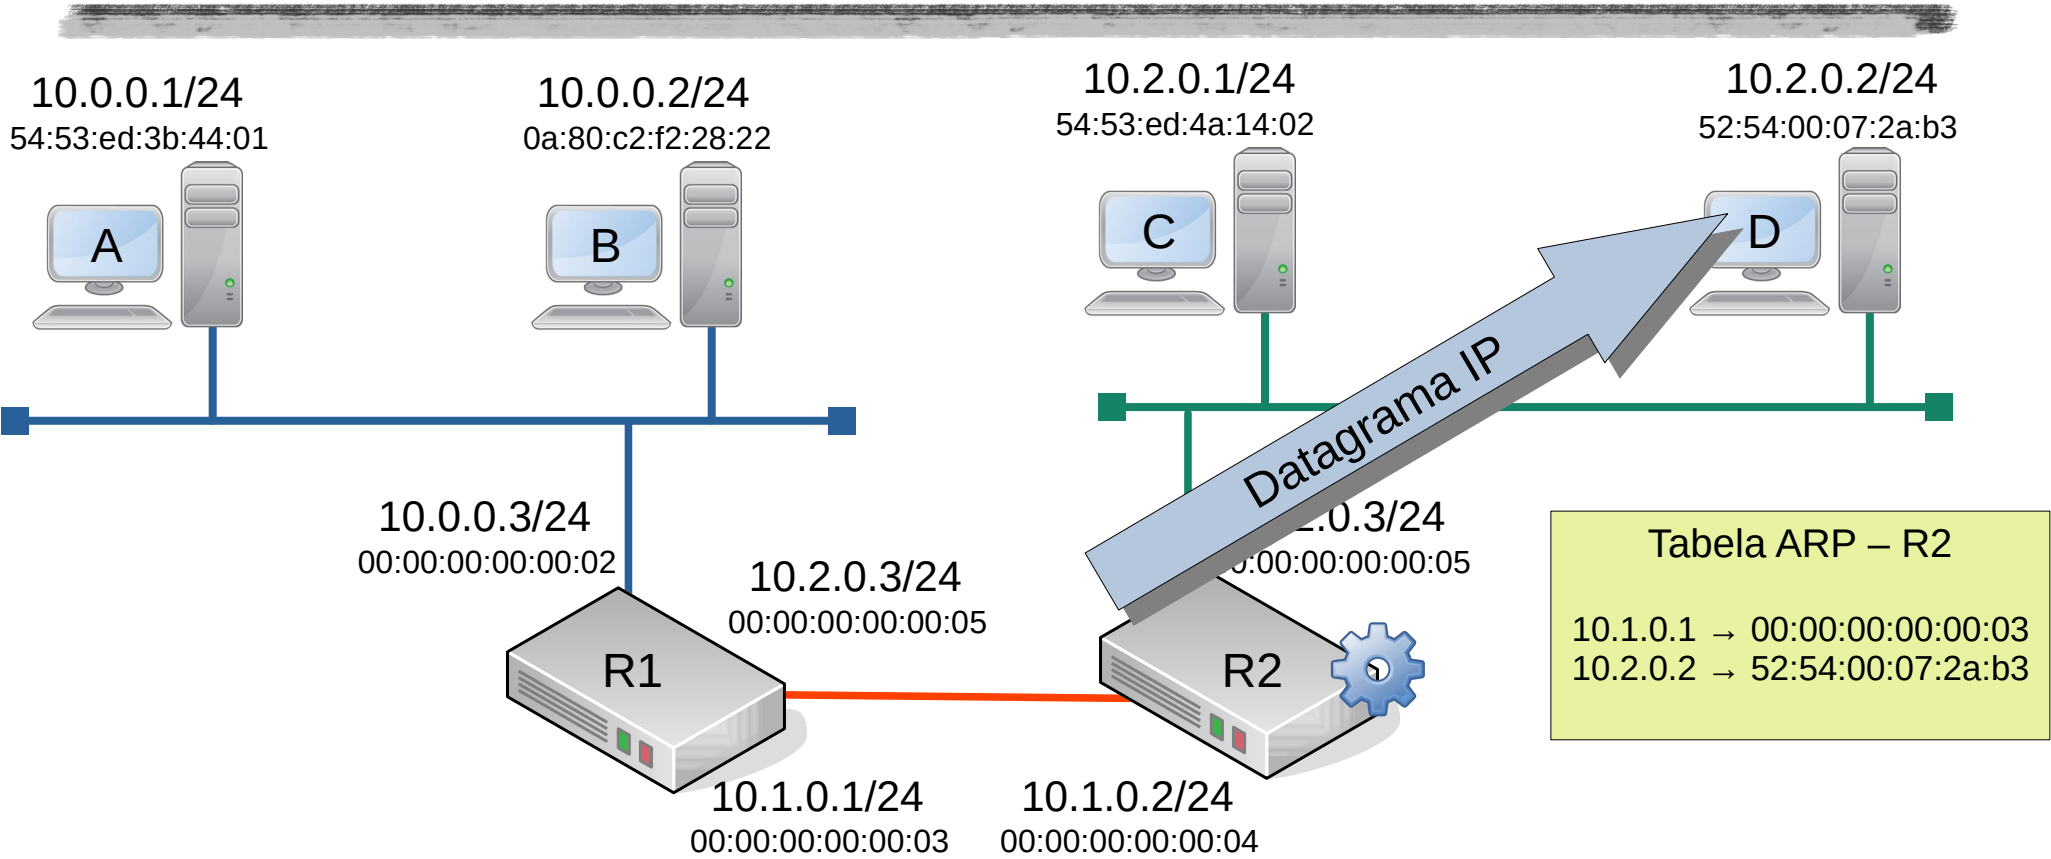 10.0.0.1/24
54:53:ed:3b:44:01
10.0.0.2/24
0a:80:c2:f2:28:22
10.2.0.1/24
54:53:ed:4a:14:02
10.2.0.2/24
52:54:00:07:2a:b3
A
B
C
D
Datagrama IP
10.0.0.3/24
00:00:00:00:00:02
10.2.0.3/24
00:00:00:00:00:05
.0.3/24
:00:00:00:00:05
Tabela ARP – R2
10.1.0.1 → 00:00:00:00:00:03
10.2.0.2 → 52:54:00:07:2a:b3
R1
R2
10.1.0.1/24
00:00:00:00:00:03
10.1.0.2/24
00:00:00:00:00:04